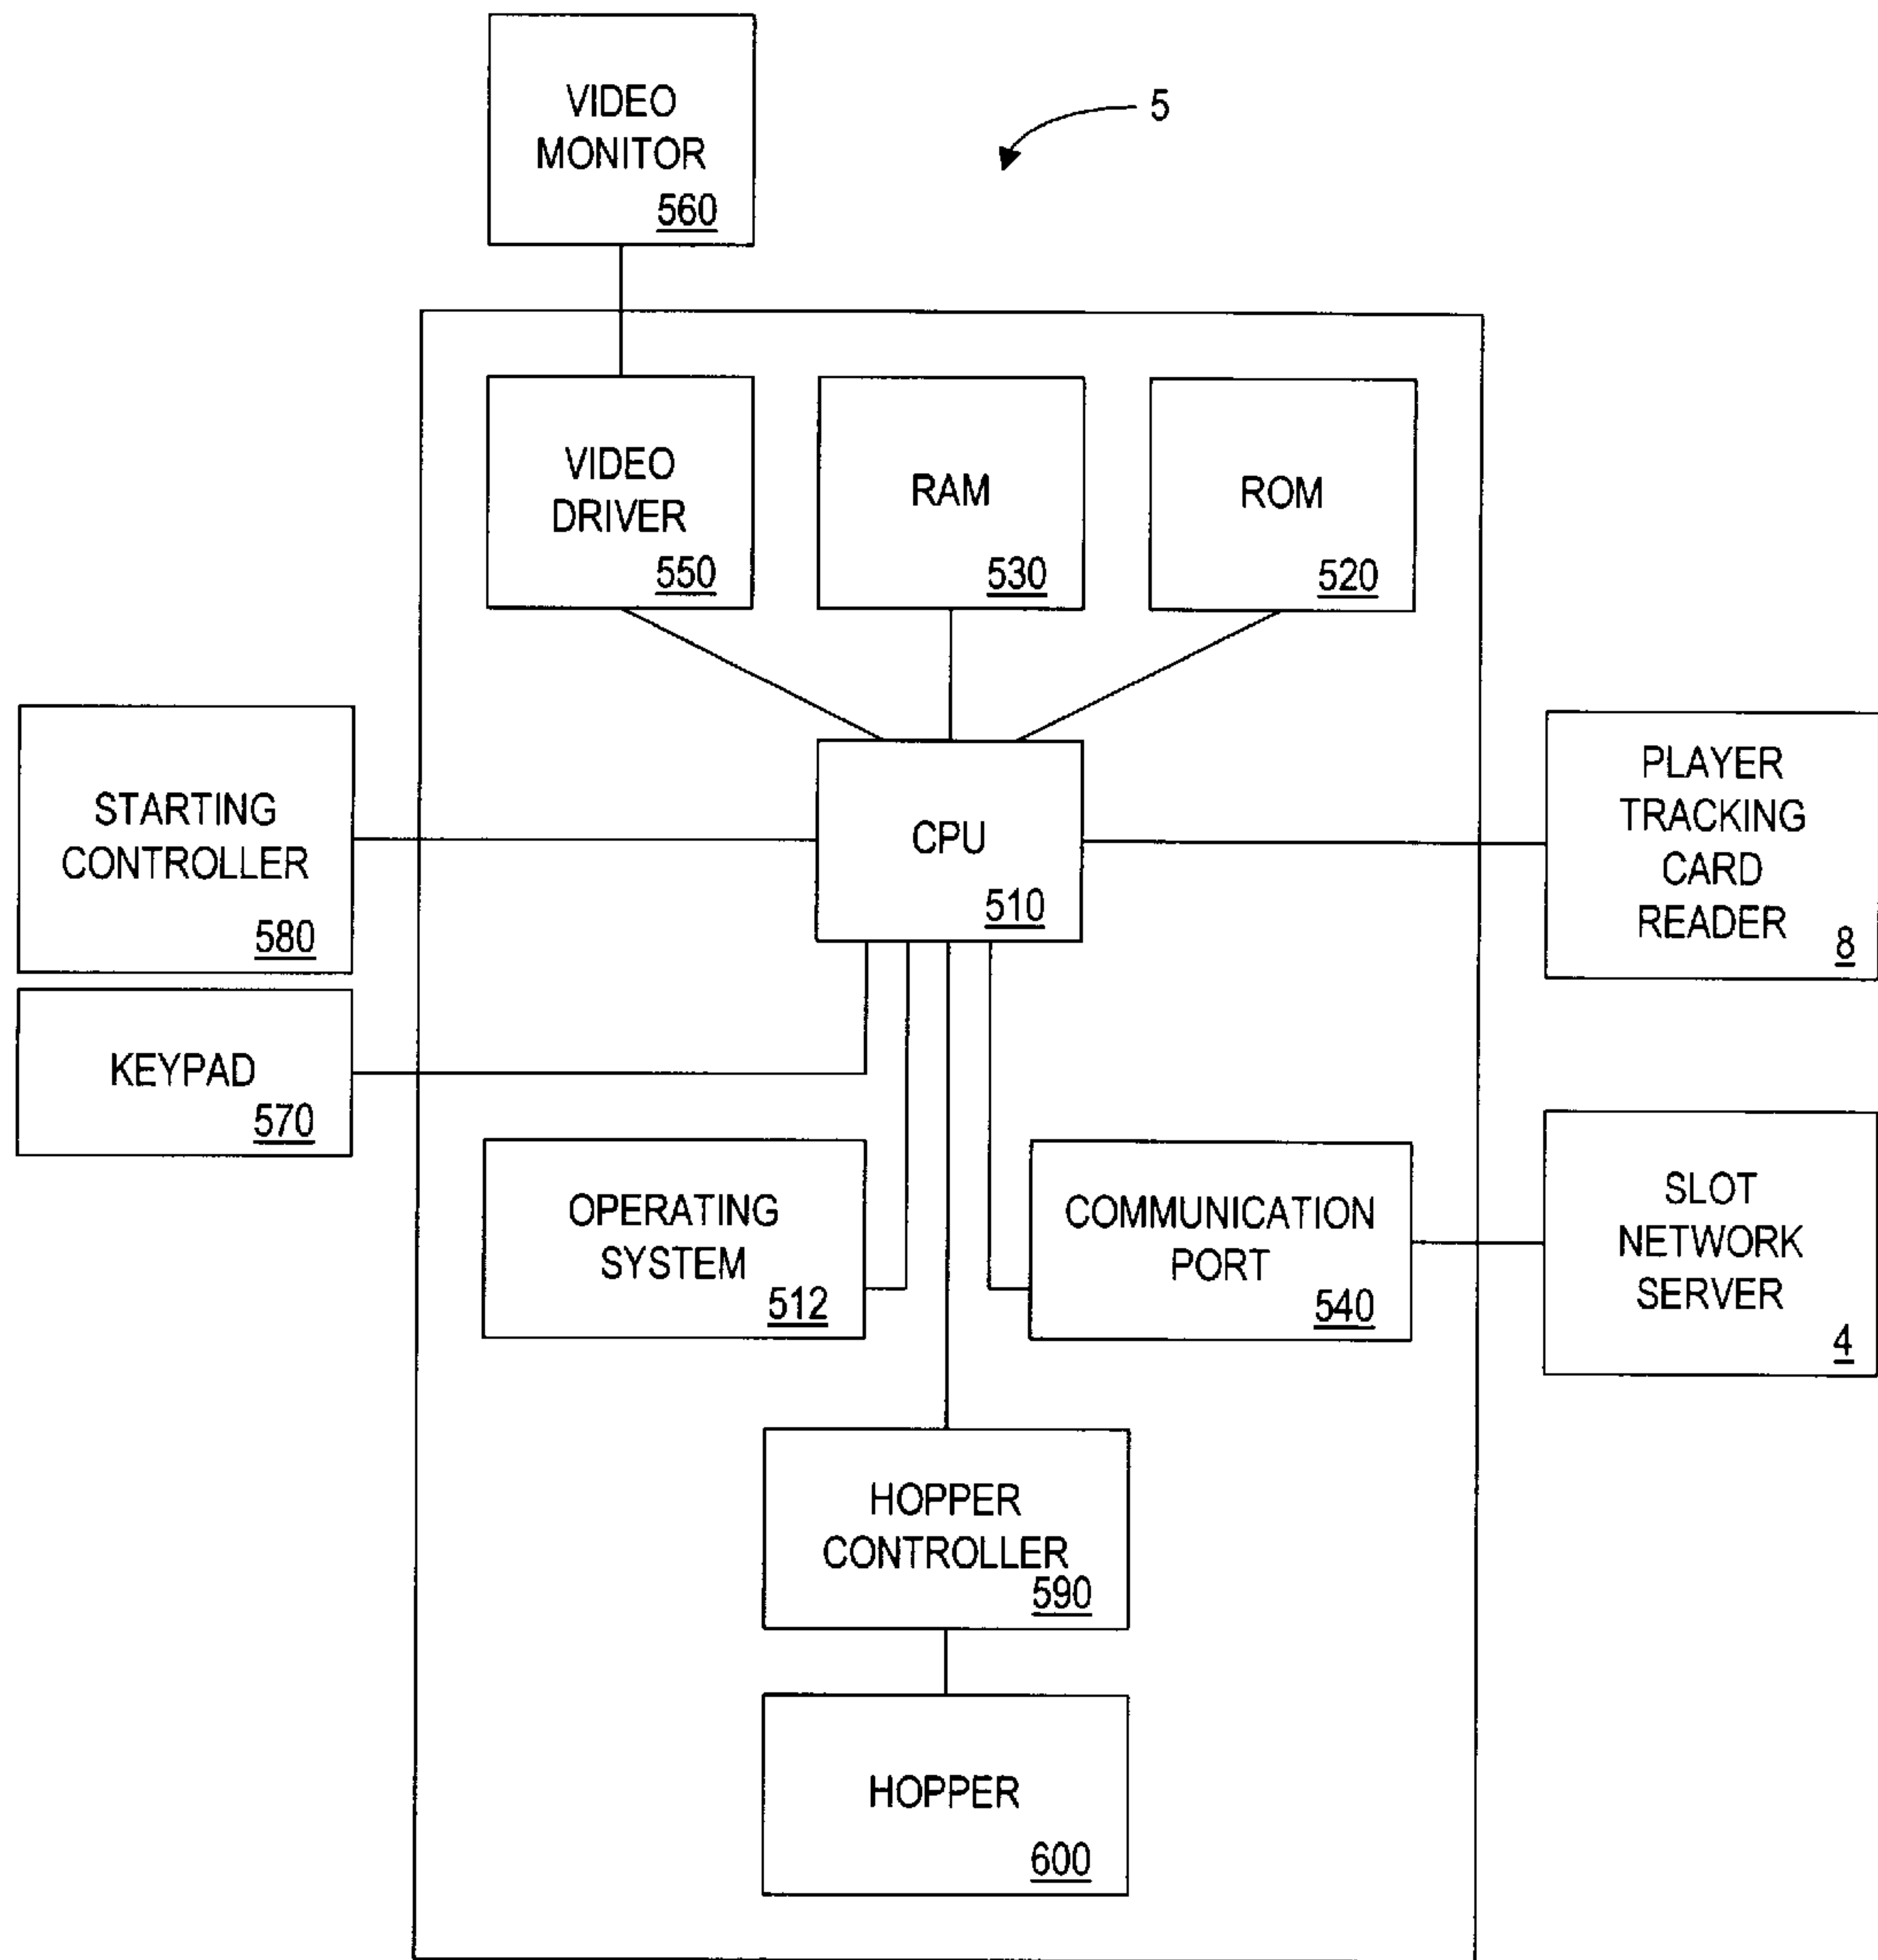 VIDEO
MONITOR
560
5
VIDEO
DRIVER
550
RAM
530
ROM
520
STARTING
CONTROLLER
580
CPU
510
PLAYER
TRACKING
CARD
READER
8
KEYPAD
570
OPERATING
SYSTEM
512
COMMUNICATION
PORT
540
SLOT
NETWORK
SERVER
4
HOPPER
CONTROLLER
590
HOPPER
600